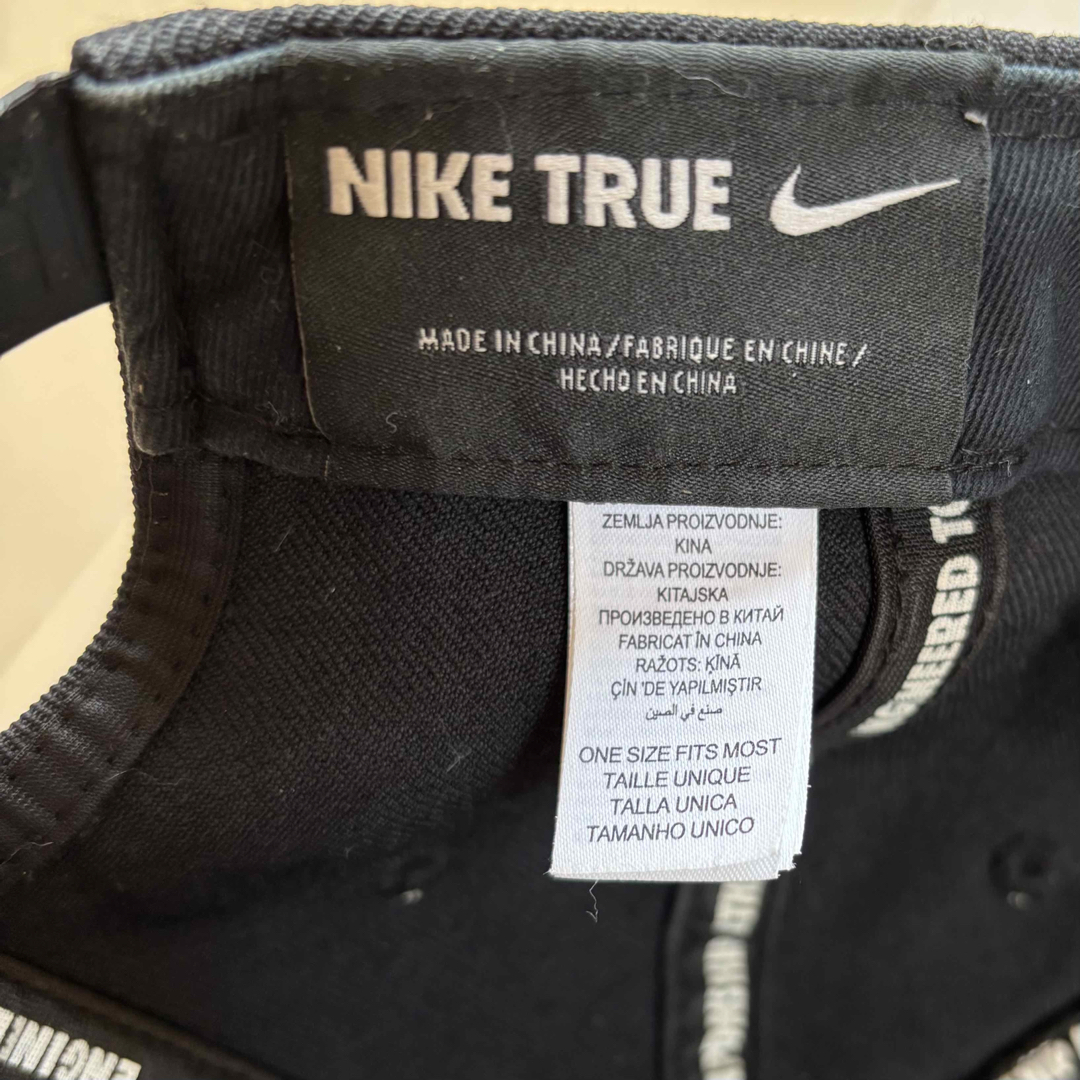 NIKE TRUE
MADE IN CHINA/FABRIQUE EN CHINE/
HECHO EN CHINA
ZEMLJA PROIZVODNJE:
KINA
DRŽAVA PROIZVODNJE:
KITAJSKA
ПРОИЗВЕДЕНО В КИТАЙ
FABRICAT ÎN CHINA
RAŽOTS: ĶĪNĀ
ÇİN 'DE YAPILMIŞTIR
صنع في الصين
ONE SIZE FITS MOST
TAILLE UNIQUE
TALLA UNICA
TAMANHO UNICO